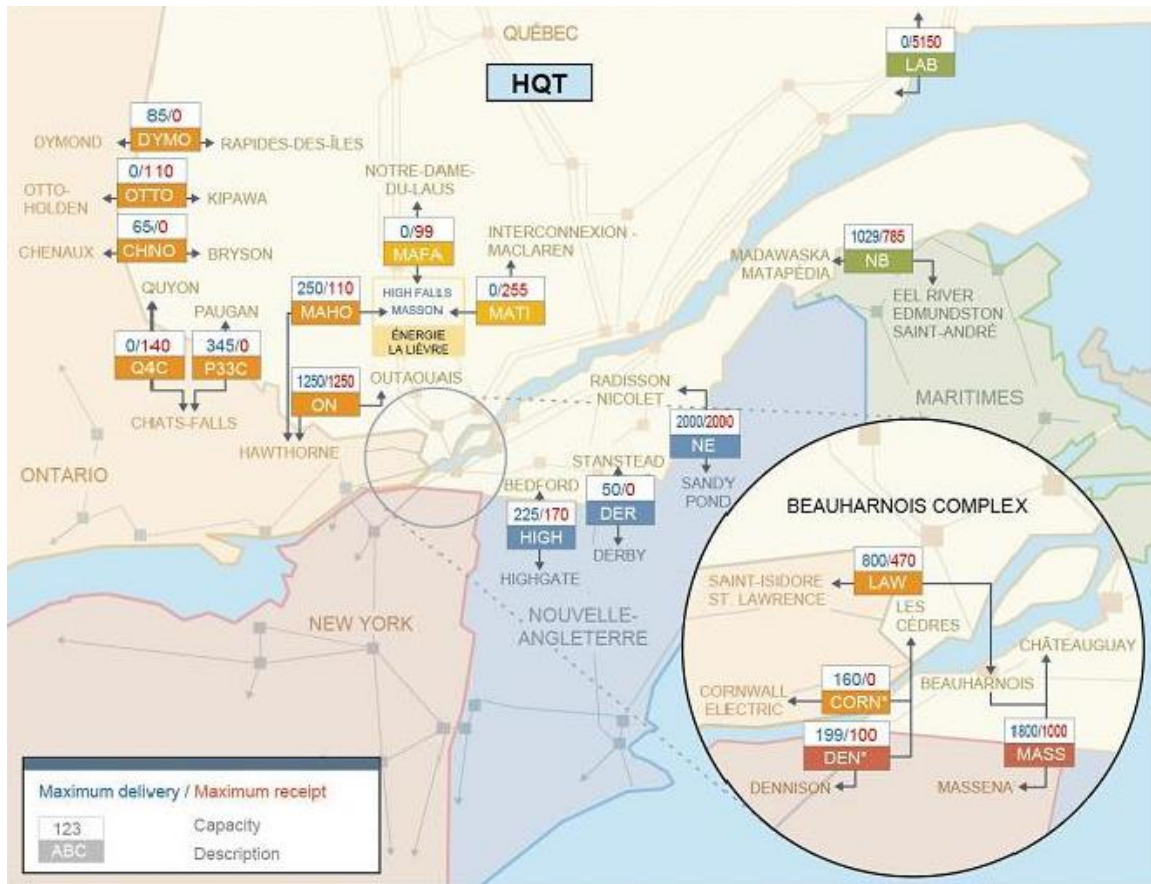 QUÉBEC
HQT
0/5150
LAB
85/0
DYMO
DYMOND
RAPIDES-DES-ÎLES
0/110
OTTO
OTTO-
HOLDEN
KIPAWA
65/0
CHNO
CHENAUX
BRYSON
NOTRE-DAME-
DU-LAUS
0/99
MAFA
INTERCONNEXION -
MACLAREN
0/255
MATI
250/110
MAHO
HIGH FALLS
MASSON
ÉNERGIE
LA LIÈVRE
QUYON
PAUGAN
0/140
Q4C
345/0
P33C
CHATS-FALLS
1250/1250
ON
OUTAOUAIS
HAWTHORNE
ONTARIO
MADAWASKA
MATAPÉDIA
1029/785
NB
EEL RIVER
EDMUNDSTON
SAINT-ANDRÉ
MARITIMES
RADISSON
NICOLET
2000/2000
NE
SANDY
POND
STANSTEAD
50/0
DER
DERBY
BEDFORD
225/170
HIGH
HIGHGATE
NEW YORK
NOUVELLE-
ANGLETERRE
BEAUHARNOIS COMPLEX
800/470
LAW
SAINT-ISIDORE
ST. LAWRENCE
LES
CÈDRES
CHÂTEAUGUAY
BEAUHARNOIS
160/0
CORN*
CORNWALL
ELECTRIC
199/100
DEN*
DENNISON
1800/1000
MASS
MASSENA
Maximum delivery / Maximum receipt
123
Capacity
ABC
Description